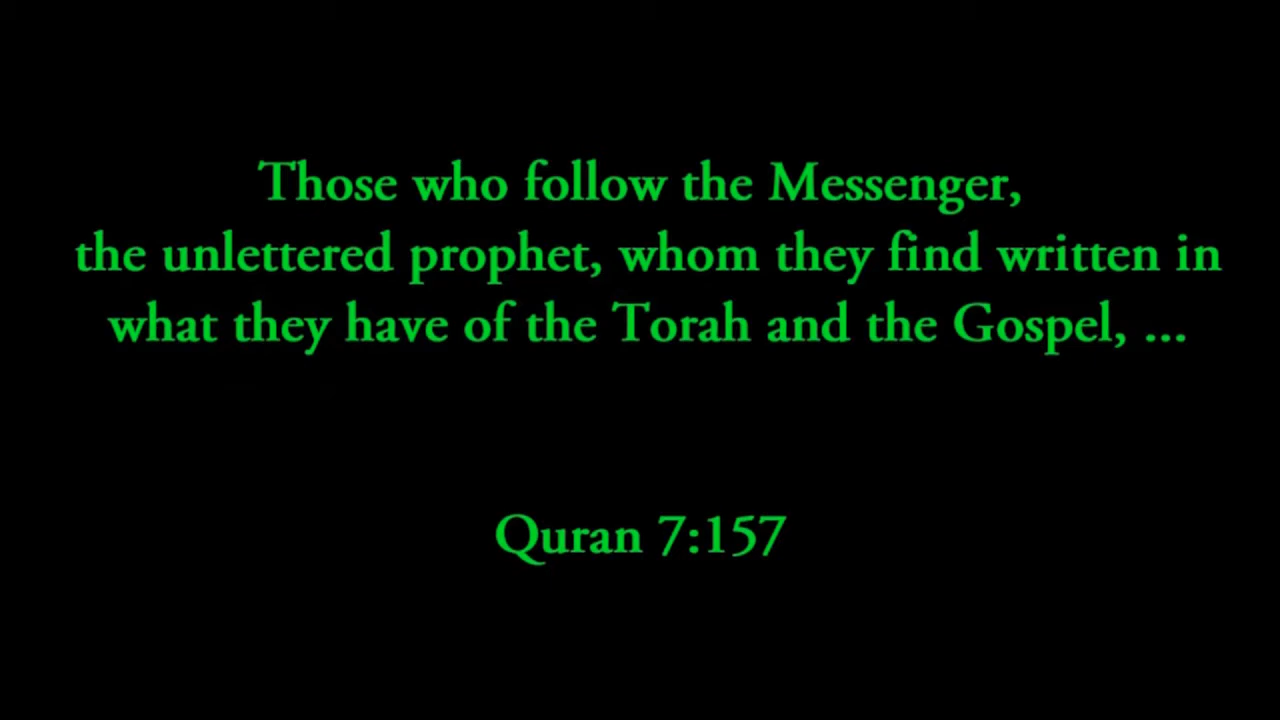 Those who follow the Messenger,
the unlettered prophet, whom they find written in
what they have of the Torah and the Gospel, ...
Quran 7:157